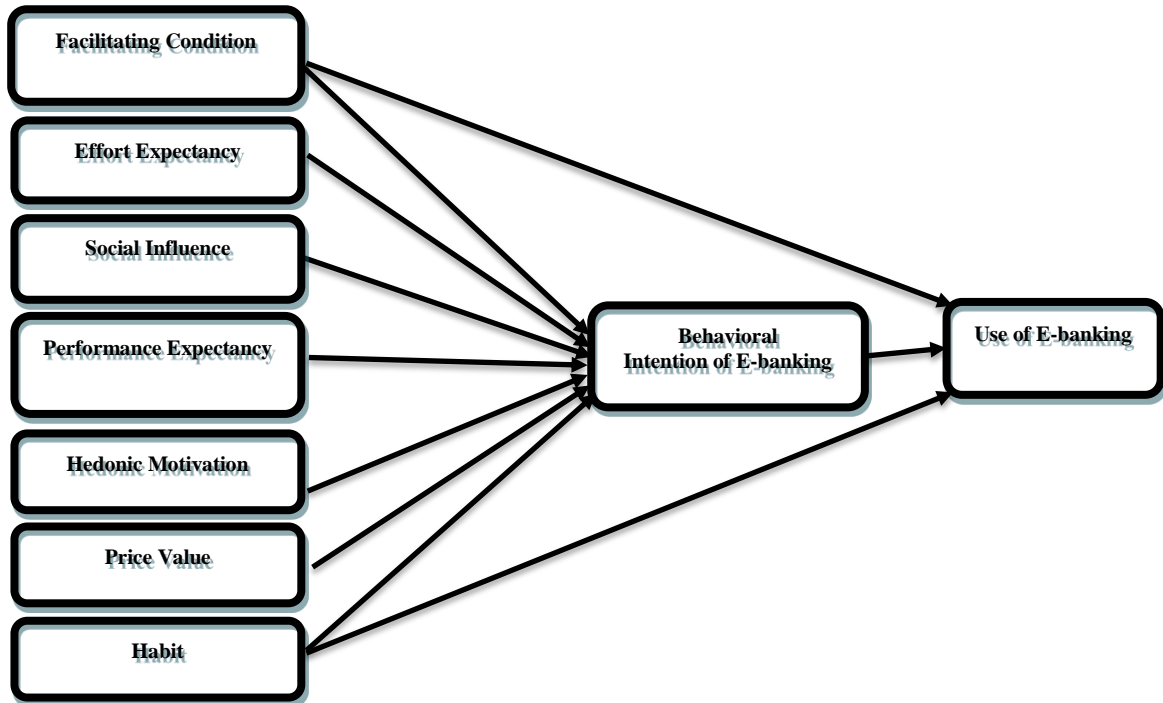 Facilitating Condition
Effort Expectancy
Social Influence
Performance Expectancy
Hedonic Motivation
Price Value
Habit
Behavioral
Intention of E-banking
Use of E-banking